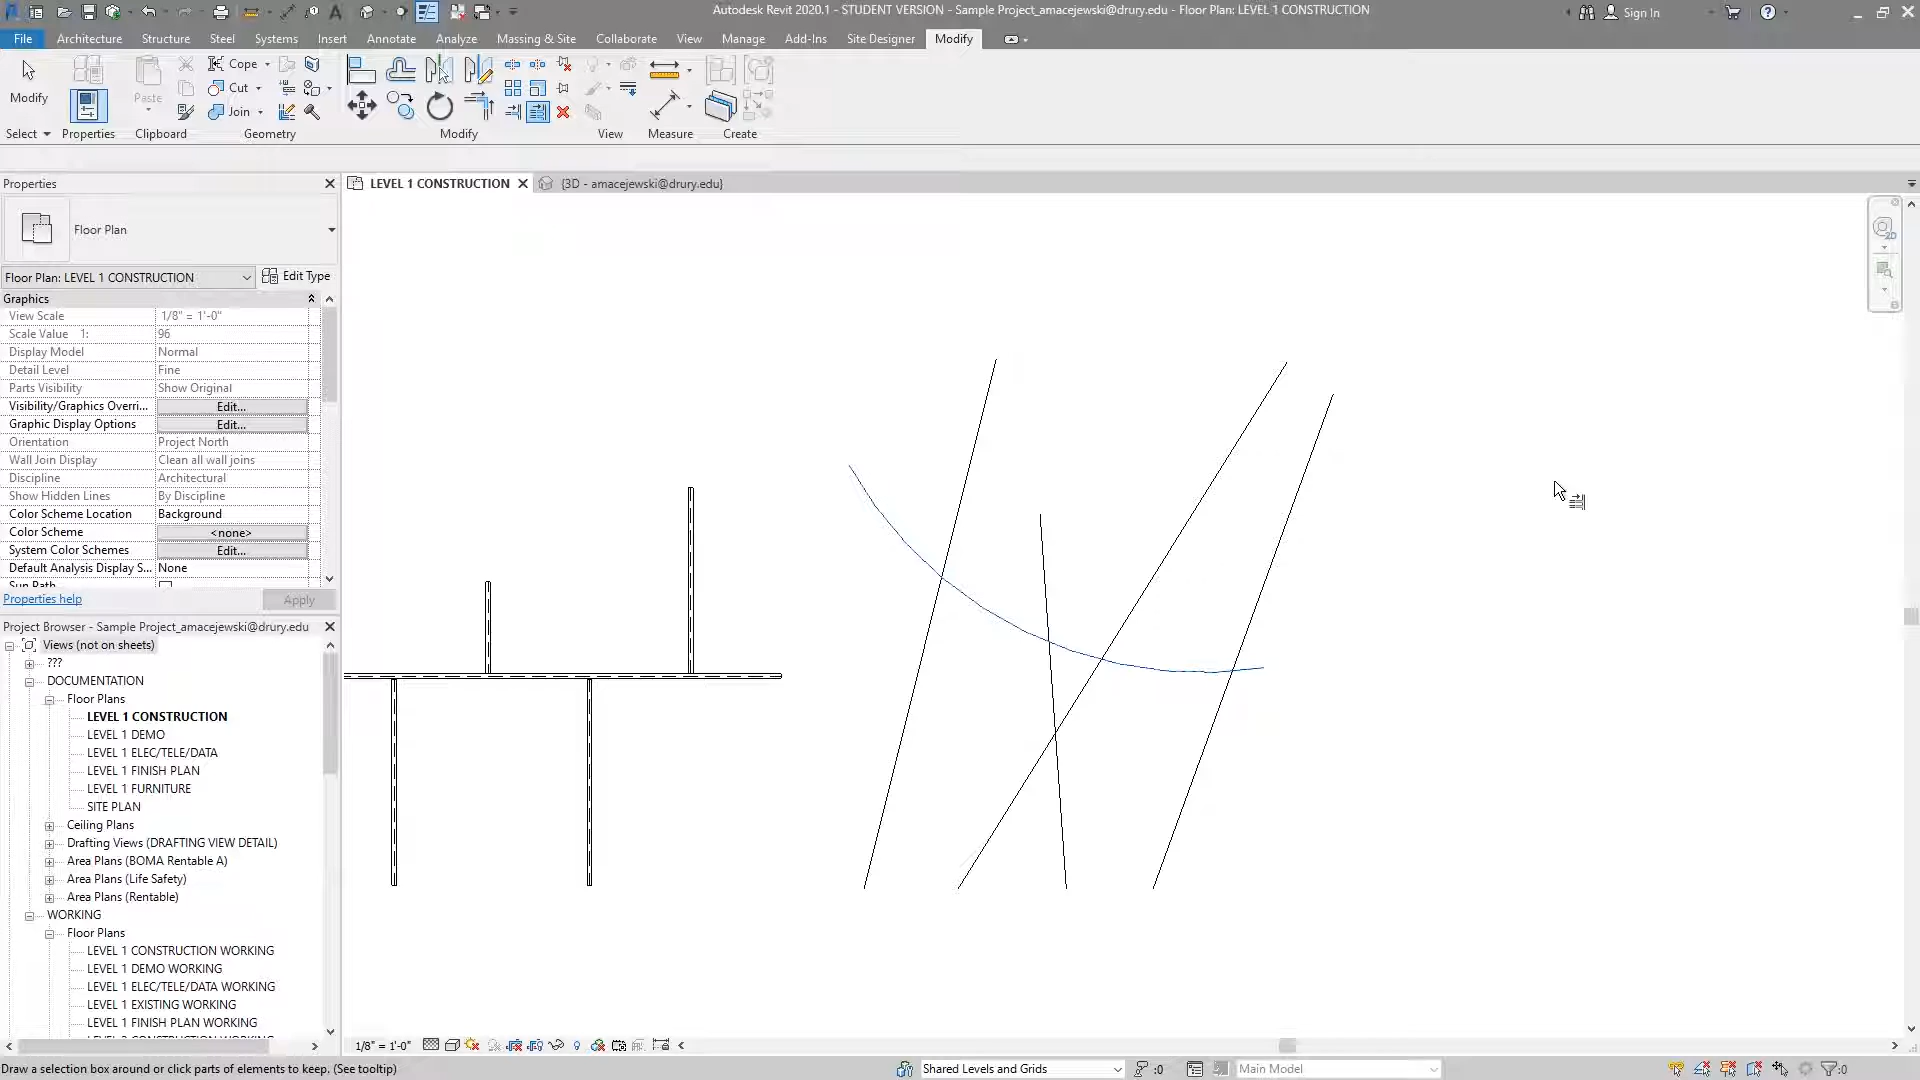 Autodesk Revit 2020.1 - STUDENT VERSION - Sample Project_amacejewski@drury.edu - Floor Plan: LEVEL 1 CONSTRUCTION
Sign In
File Architecture Structure Steel Systems Insert Annotate Analyze Massing & Site Collaborate View Manage Add-Ins Site Designer Modify
Modify
Paste
Cope
Cut
Join
Select Properties Clipboard Geometry Modify View Measure Create
Properties
LEVEL 1 CONSTRUCTION
{3D - amacejewski@drury.edu}
Floor Plan
Floor Plan: LEVEL 1 CONSTRUCTION
Edit Type
Graphics
View Scale 1/8" = 1'-0"
Scale Value 1: 96
Display Model Normal
Detail Level Fine
Parts Visibility Show Original
Visibility/Graphics Overri... Edit...
Graphic Display Options Edit...
Orientation Project North
Wall Join Display Clean all wall joins
Discipline Architectural
Show Hidden Lines By Discipline
Color Scheme Location Background
Color Scheme <none>
System Color Schemes Edit...
Default Analysis Display S... None
Sun Path
Properties help
Apply
Project Browser - Sample Project_amacejewski@drury.edu
Views (not on sheets)
???
DOCUMENTATION
Floor Plans
LEVEL 1 CONSTRUCTION
LEVEL 1 DEMO
LEVEL 1 ELEC/TELE/DATA
LEVEL 1 FINISH PLAN
LEVEL 1 FURNITURE
SITE PLAN
Ceiling Plans
Drafting Views (DRAFTING VIEW DETAIL)
Area Plans (BOMA Rentable A)
Area Plans (Life Safety)
Area Plans (Rentable)
WORKING
Floor Plans
LEVEL 1 CONSTRUCTION WORKING
LEVEL 1 DEMO WORKING
LEVEL 1 ELEC/TELE/DATA WORKING
LEVEL 1 EXISTING WORKING
LEVEL 1 FINISH PLAN WORKING
1/8" = 1'-0"
Draw a selection box around or click parts of elements to keep. (See tooltip)
Shared Levels and Grids
:0
Main Model
:0